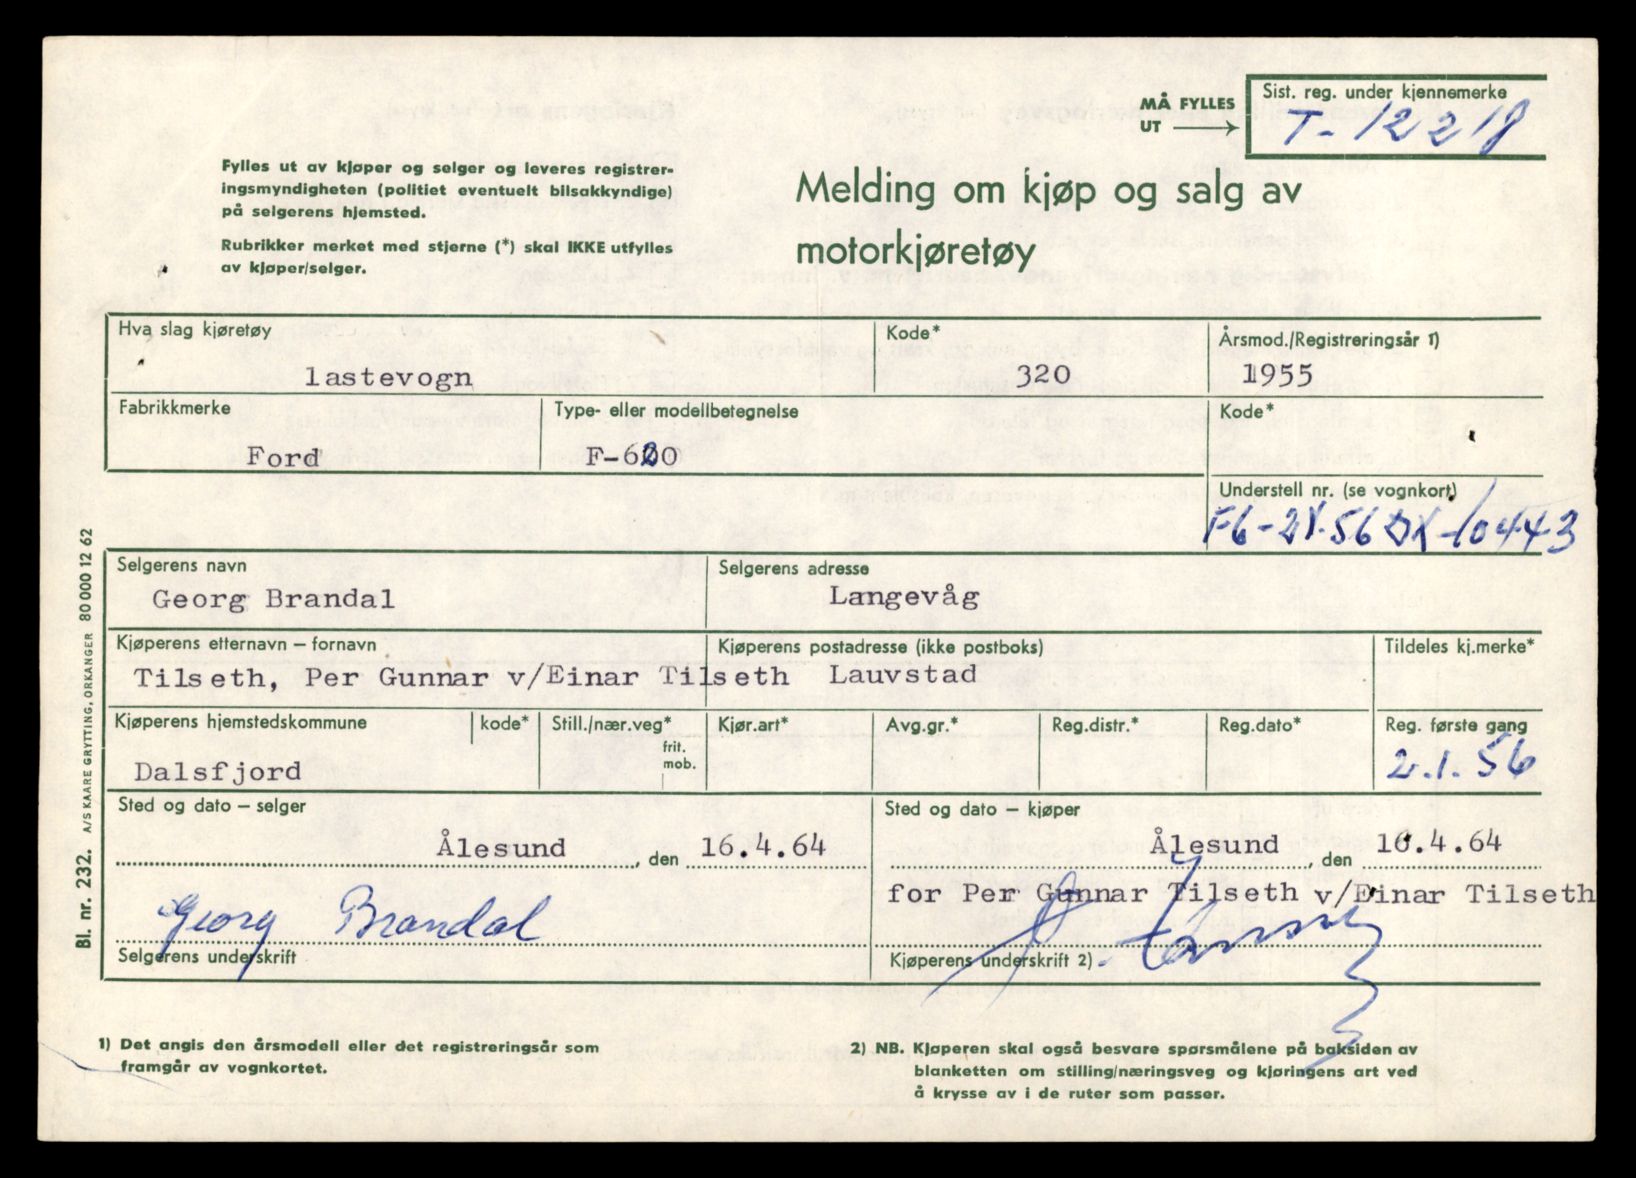 MÅ FYLLES
UT
Sist. reg. under kjennemerke
T-12218
Fylles ut av kjøper og selger og leveres registrer-
ingsmyndigheten (politiet eventuelt bilsakkyndige)
på selgerens hjemsted.
Rubrikker merket med stjerne (*) skal IKKE utfylles
av kjøper/selger.
Melding om kjøp og salg av
motorkjøretøy
Hva slag kjøretøy
Kode*
Årsmod./Registreringsår 1)
lastevogn
320
1955
Fabrikkmerke
Type- eller modellbetegnelse
Kode*
Ford
F-600
Understell nr. (se vognkort)
Selgerens navn
Selgerens adresse
Georg Brandal
Langevåg
Kjøperens etternavn – fornavn
Kjøperens postadresse (ikke postboks)
Tildeles kj.merke*
Tilseth, Per Gunnar v/Einar Tilseth
Lauvstad
Kjøperens hjemstedskommune
kode*
Still./nær.veg*
frit.
mob.
Kjør.art*
Avg.gr.*
Reg.distr.*
Reg.dato*
Reg. første gang
Dalsfjord
2.1.56
Sted og dato – selger
Sted og dato – kjøper
Ålesund, den 16.4.64
Ålesund, den 16.4.64
for Per Gunnar Tilseth v/Einar Tilseth
Georg Brandal
Selgerens underskrift
Kjøperens underskrift 2)
1) Det angis den årsmodell eller det registreringsår som
framgår av vognkortet.
2) NB. Kjøperen skal også besvare spørsmålene på baksiden av
blanketten om stilling/næringsveg og kjøringens art ved
å krysse av i de ruter som passer.
Bl. nr. 232. A/S KAARE GRYTTING, ORKANGER 80 000 12 62